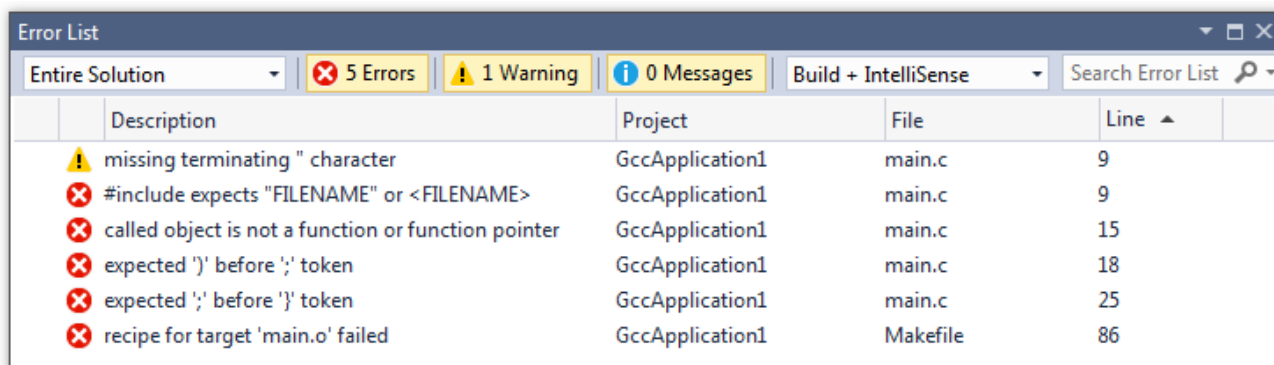 Error List
Entire Solution 5 Errors 1 Warning 0 Messages Build + IntelliSense Search Error List
Description Project File Line
missing terminating " character GccApplication1 main.c 9
#include expects "FILENAME" or <FILENAME> GccApplication1 main.c 9
called object is not a function or function pointer GccApplication1 main.c 15
expected ')' before ';' token GccApplication1 main.c 18
expected ';' before '}' token GccApplication1 main.c 25
recipe for target 'main.o' failed GccApplication1 Makefile 86